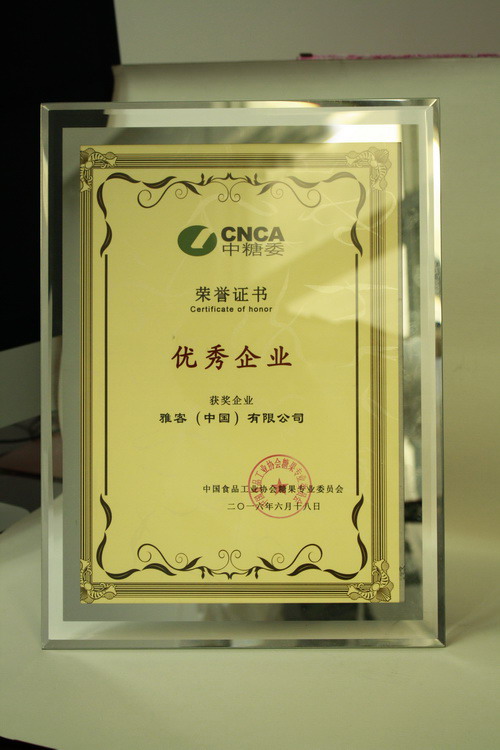 CNCA
中糖委
荣誉证书
Certificate of honor
优秀企业
获奖企业
雅客（中国）有限公司
中国食品工业协会糖果专业委员会
二〇一六年六月十八日